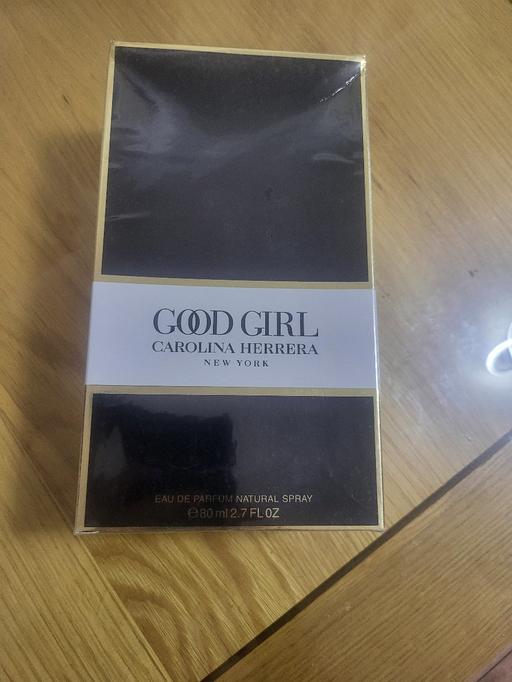 GOOD GIRL
CAROLINA HERRERA
NEW YORK
EAU DE PARFUM NATURAL SPRAY
℮80 ml 2.7 FL OZ